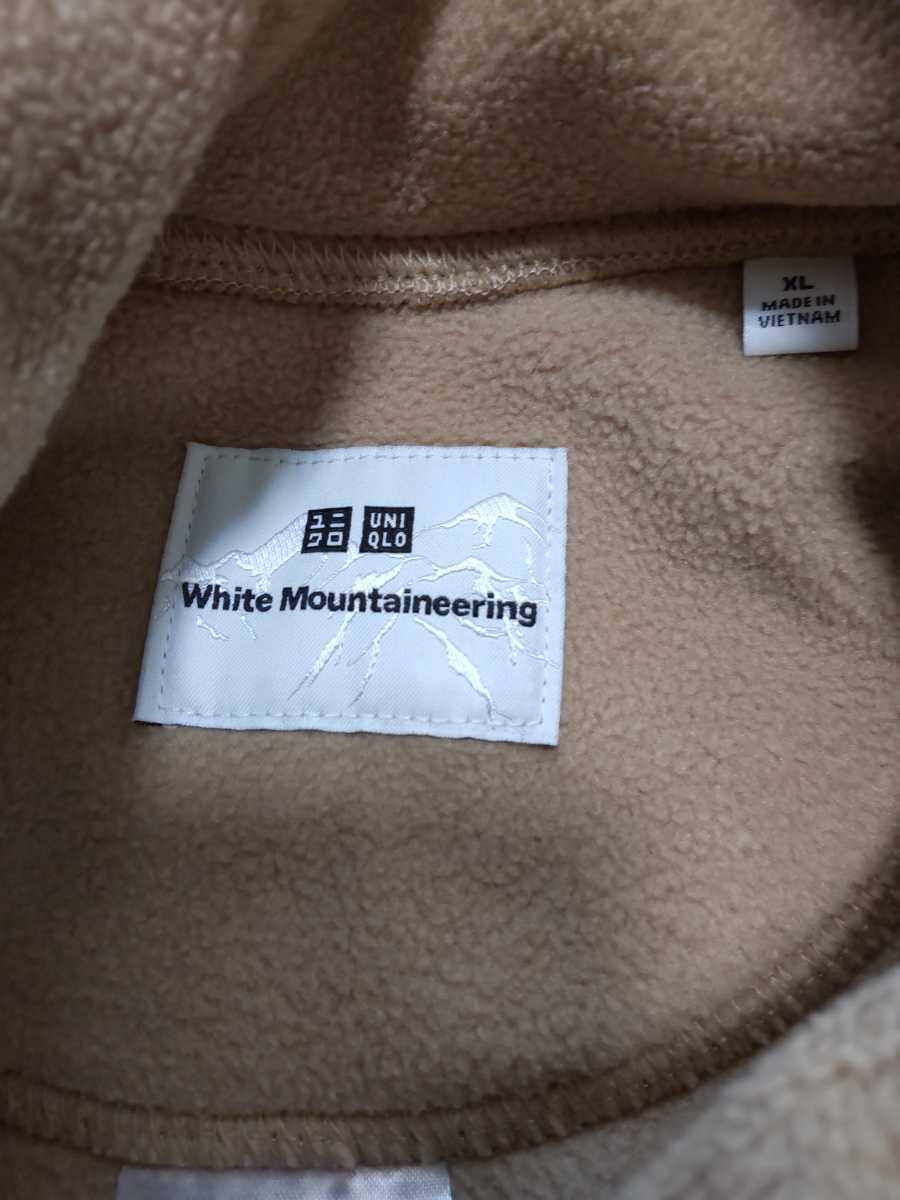 XL
MADE IN
VIETNAM
ユニ
クロ
UNI
QLO
White Mountaineering